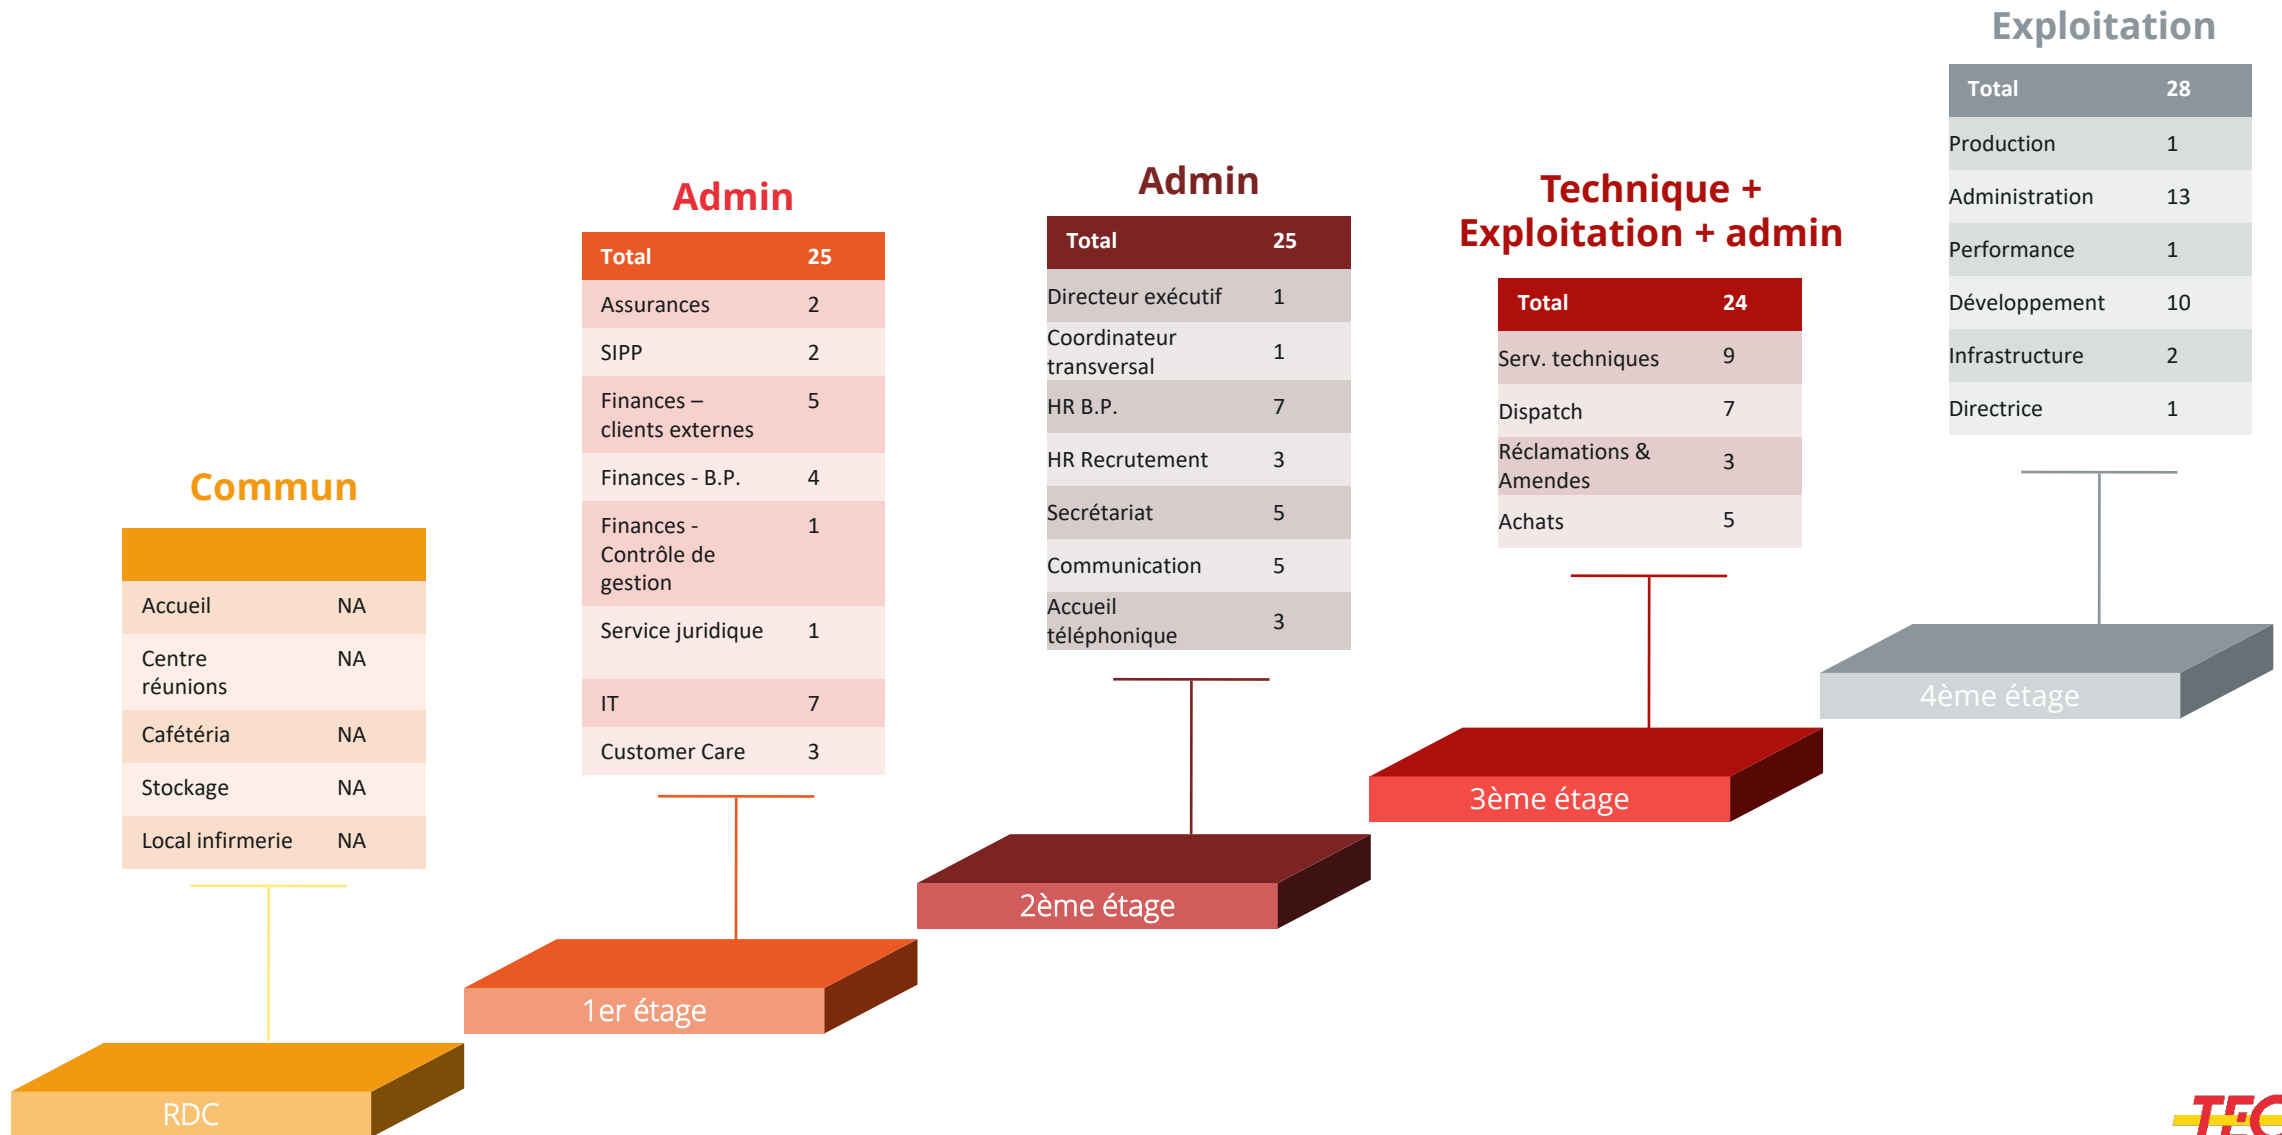 Commun
Accueil NA
Centre
réunions NA
Cafétéria NA
Stockage NA
Local infirmerie NA
RDC
Admin
Total 25
Assurances 2
SIPP 2
Finances – 5
clients externes
Finances - B.P. 4
Finances - 1
Contrôle de
gestion
Service juridique 1
IT 7
Customer Care 3
1er étage
Admin
Total 25
Directeur exécutif 1
Coordinateur
transversal 1
HR B.P. 7
HR Recrutement 3
Secrétariat 5
Communication 5
Accueil
téléphonique 3
2ème étage
Technique +
Exploitation + admin
Total 24
Serv. techniques 9
Dispatch 7
Réclamations &
Amendes 3
Achats 5
3ème étage
Exploitation
Total 28
Production 1
Administration 13
Performance 1
Développement 10
Infrastructure 2
Directrice 1
4ème étage
TEC